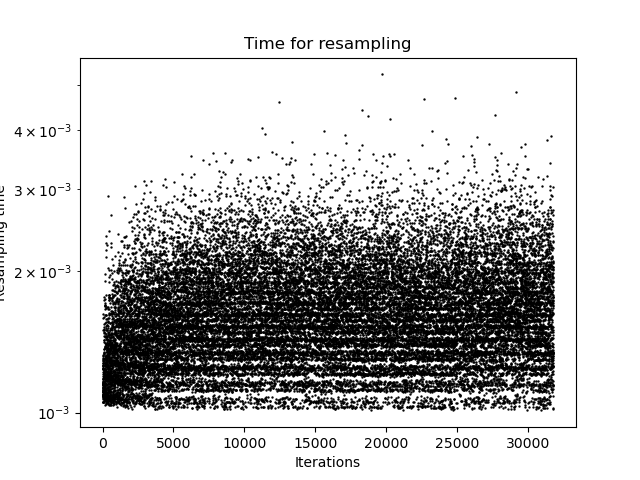 Time for resampling
Resampling time
4 × 10⁻³
3 × 10⁻³
2 × 10⁻³
10⁻³
0 5000 10000 15000 20000 25000 30000
Iterations